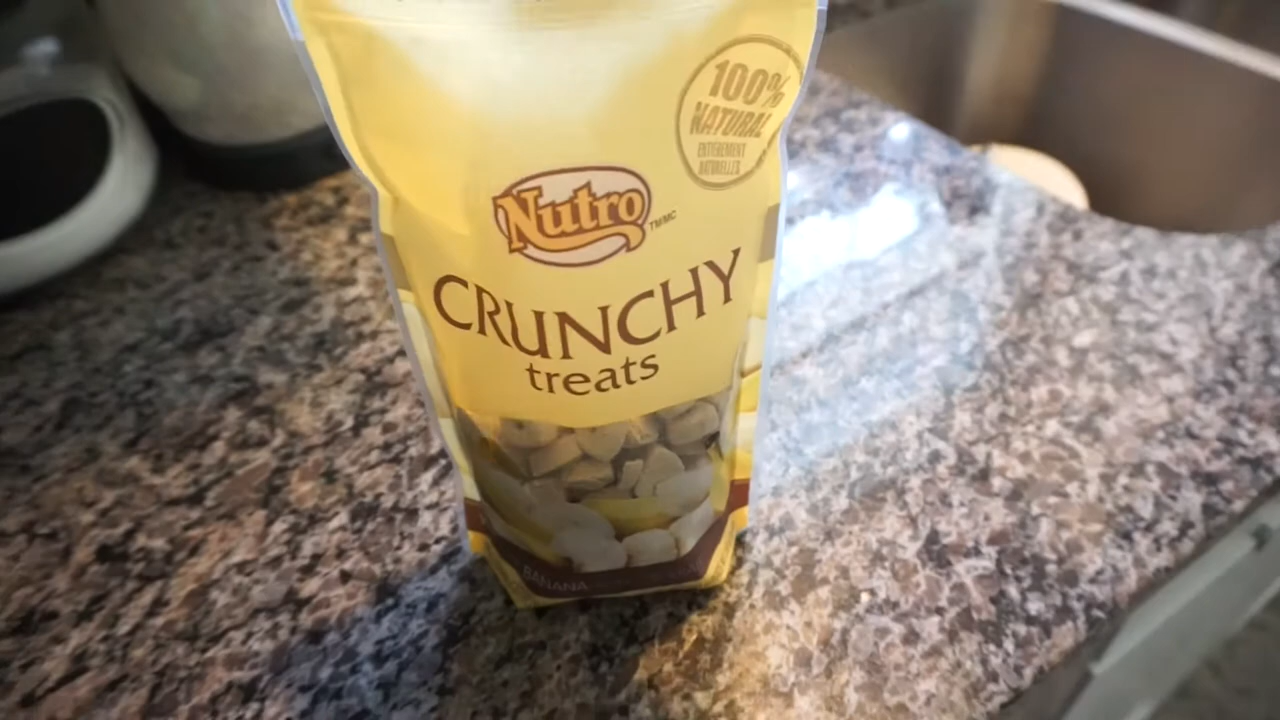 100%
NATURAL
ENTIÈREMENT
NATURELLES
Nutro
TM/MC
CRUNCHY
treats
BANANA